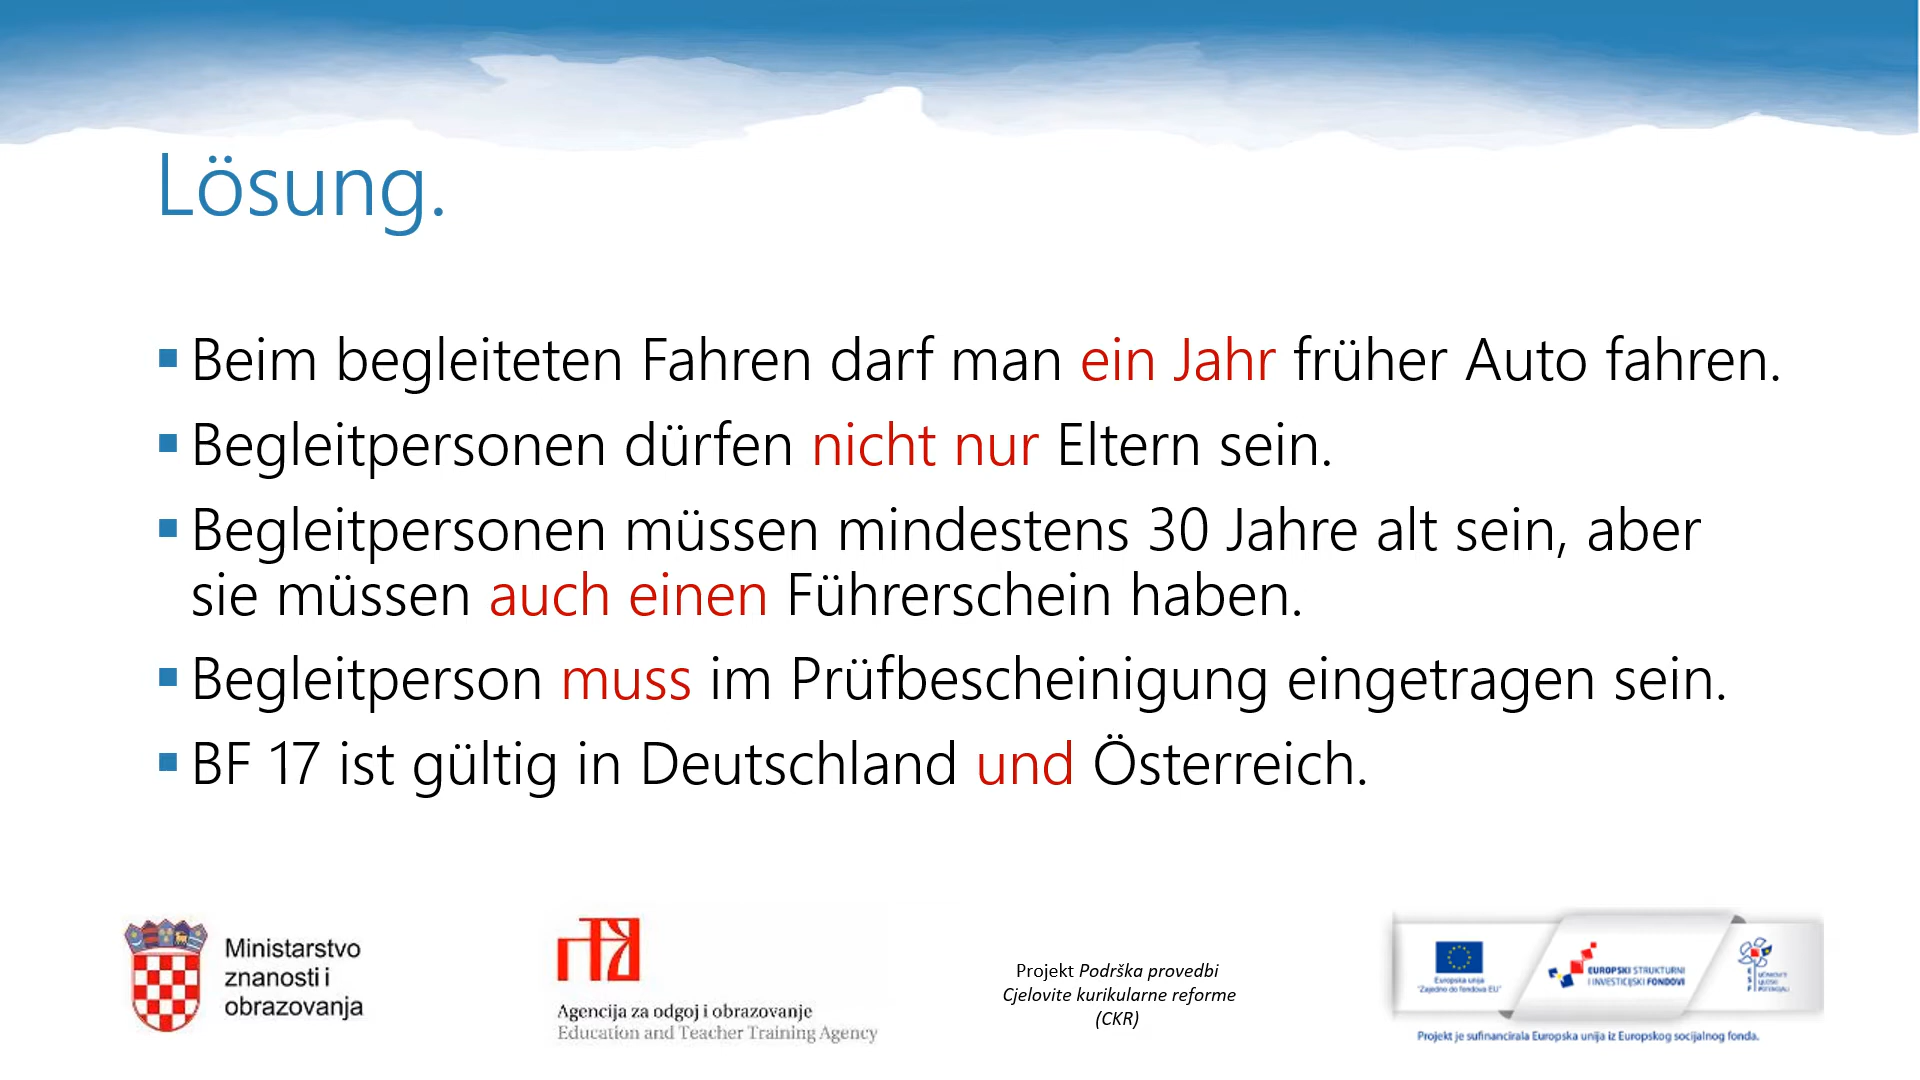 Lösung.
▪ Beim begleiteten Fahren darf man ein Jahr früher Auto fahren.
▪ Begleitpersonen dürfen nicht nur Eltern sein.
▪ Begleitpersonen müssen mindestens 30 Jahre alt sein, aber
sie müssen auch einen Führerschein haben.
▪ Begleitperson muss im Prüfbescheinigung eingetragen sein.
▪ BF 17 ist gültig in Deutschland und Österreich.
Ministarstvo
znanosti i
obrazovanja
Agencija za odgoj i obrazovanje
Education and Teacher Training Agency
Projekt Podrška provedbi
Cjelovite kurikularne reforme
(CKR)
Europska unija
"Zajedno do fondova EU"
EUROPSKI STRUKTURNI
I INVESTICIJSKI FONDOVI
Projekt je sufinancirala Europska unija iz Europskog socijalnog fonda.